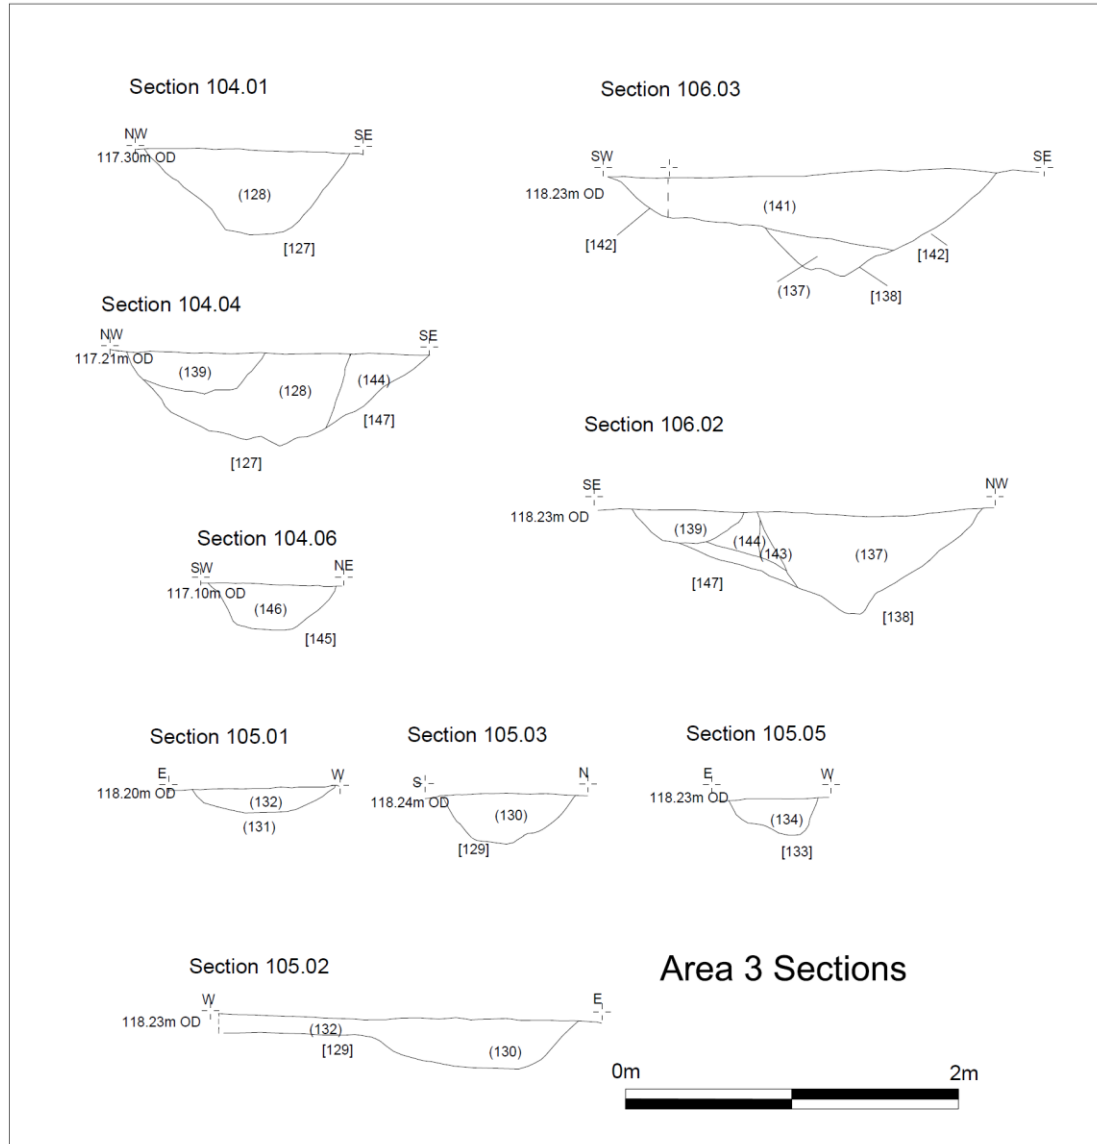 Section 104.01
NW
SE
117.30m OD
(128)
[127]
Section 106.03
SW
SE
118.23m OD
(141)
[142]
[142]
(137)
[138]
Section 104.04
NW
SE
117.21m OD
(139)
(128)
(144)
[147]
[127]
Section 106.02
SE
NW
118.23m OD
(139)
(144)
(143)
(137)
[147]
[138]
Section 104.06
SW
NE
117.10m OD
(146)
[145]
Section 105.01
E
W
118.20m OD
(132)
(131)
Section 105.03
S
N
118.24m OD
(130)
[129]
Section 105.05
E
W
118.23m OD
(134)
[133]
Section 105.02
W
E
118.23m OD
(132)
[129]
(130)
Area 3 Sections
0m
2m